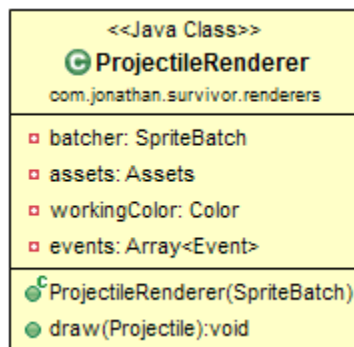 <<Java Class>>
ProjectileRenderer
com.jonathan.survivor.renderers
batcher: SpriteBatch
assets: Assets
workingColor: Color
events: Array<Event>
ProjectileRenderer(SpriteBatch)
draw(Projectile):void